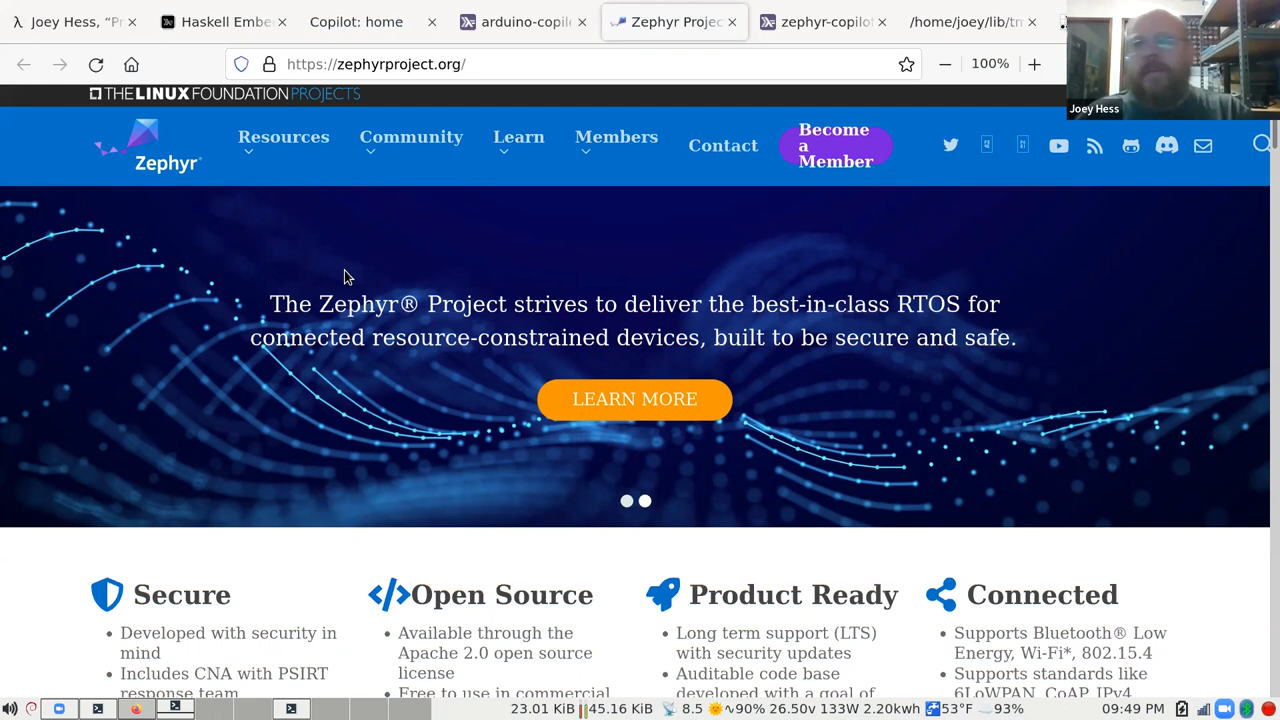 Joey Hess, “Pr
Haskell Embe
Copilot: home
arduino-copil
Zephyr Projec
zephyr-copilot
/home/joey/lib/tn
https://zephyrproject.org/
100%
Joey Hess
THE LINUX FOUNDATION PROJECTS
Zephyr®
Resources
Community
Learn
Members
Contact
Become
a
Member
The Zephyr® Project strives to deliver the best-in-class RTOS for
connected resource-constrained devices, built to be secure and safe.
LEARN MORE
Secure
Developed with security in
mind
Includes CNA with PSIRT
response team
Open Source
Available through the
Apache 2.0 open source
license
Free to use in commercial
Product Ready
Long term support (LTS)
with security updates
Auditable code base
developed with a goal of
Connected
Supports Bluetooth® Low
Energy, Wi-Fi*, 802.15.4
Supports standards like
6LoWPAN, CoAP, IPv4,
23.01 KiB 45.16 KiB 8.5 90% 26.50v 133W 2.20kwh 53°F 93% 09:49 PM